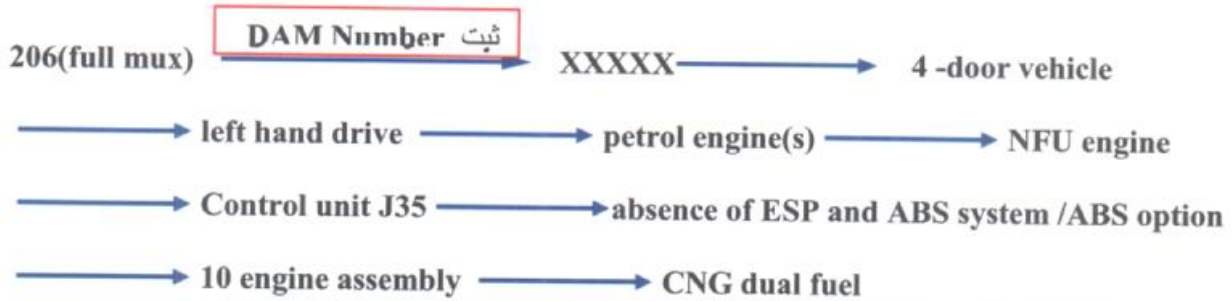 206(full mux) ثبت DAM Number XXXXX 4 -door vehicle
left hand drive petrol engine(s) NFU engine
Control unit J35 absence of ESP and ABS system /ABS option
10 engine assembly CNG dual fuel